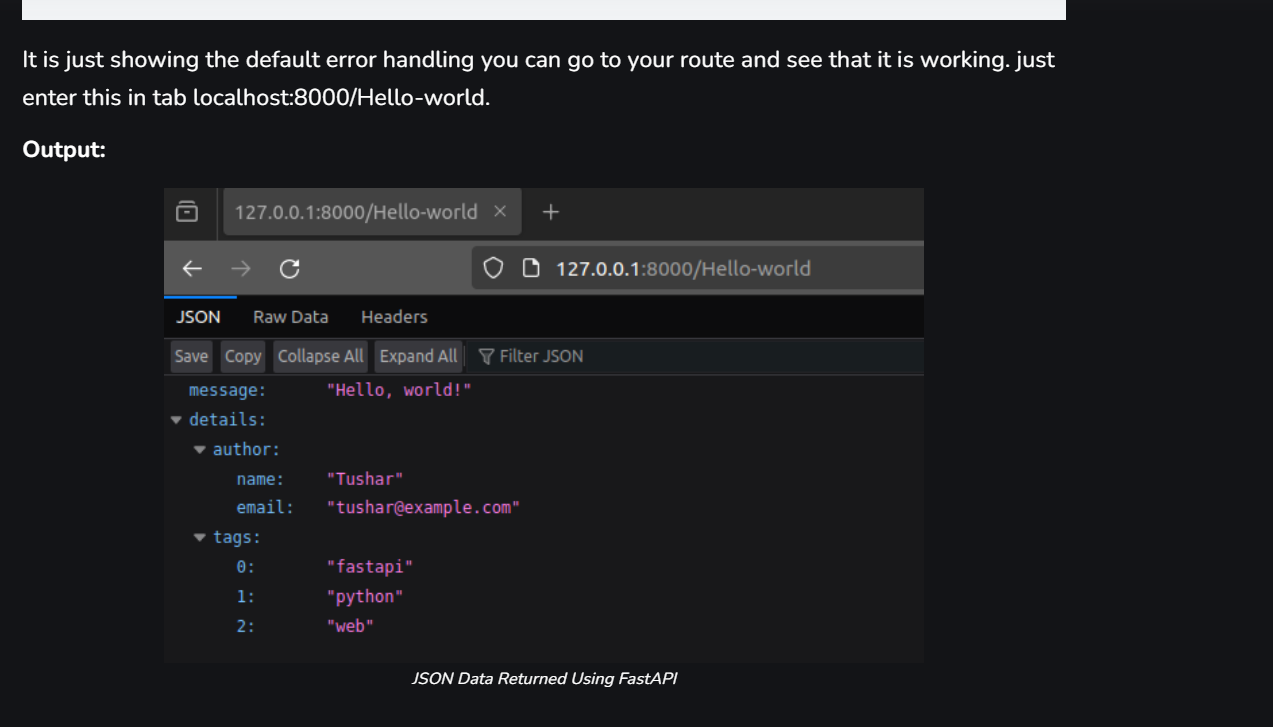 It is just showing the default error handling you can go to your route and see that it is working. just
enter this in tab localhost:8000/Hello-world.
Output:
127.0.0.1:8000/Hello-world
127.0.0.1:8000/Hello-world
JSON Raw Data Headers
Save Copy Collapse All Expand All Filter JSON
message: "Hello, world!"
details:
author:
name: "Tushar"
email: "tushar@example.com"
tags:
0: "fastapi"
1: "python"
2: "web"
JSON Data Returned Using FastAPI